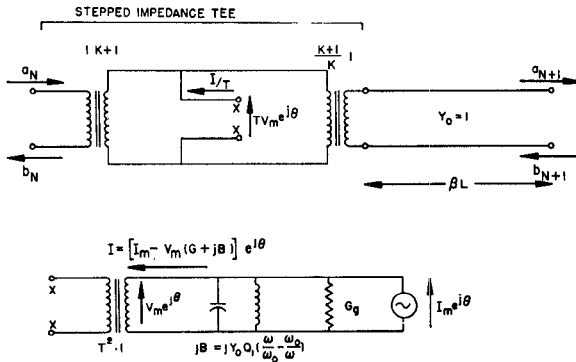 STEPPED IMPEDANCE TEE
a_N
1 K+1
I/T
x
TV_m e^{jθ}
x
K+1/K 1
a_{N+1}
Y_0 = 1
b_N
b_{N+1}
βL
I = [I_m - V_m (G + jB)] e^{jθ}
x
x
V_m e^{jθ}
G_g
I_m e^{jθ}
T^2 · 1
jB = jY_0 Q_1 (ω/ω_0 - ω_0/ω)